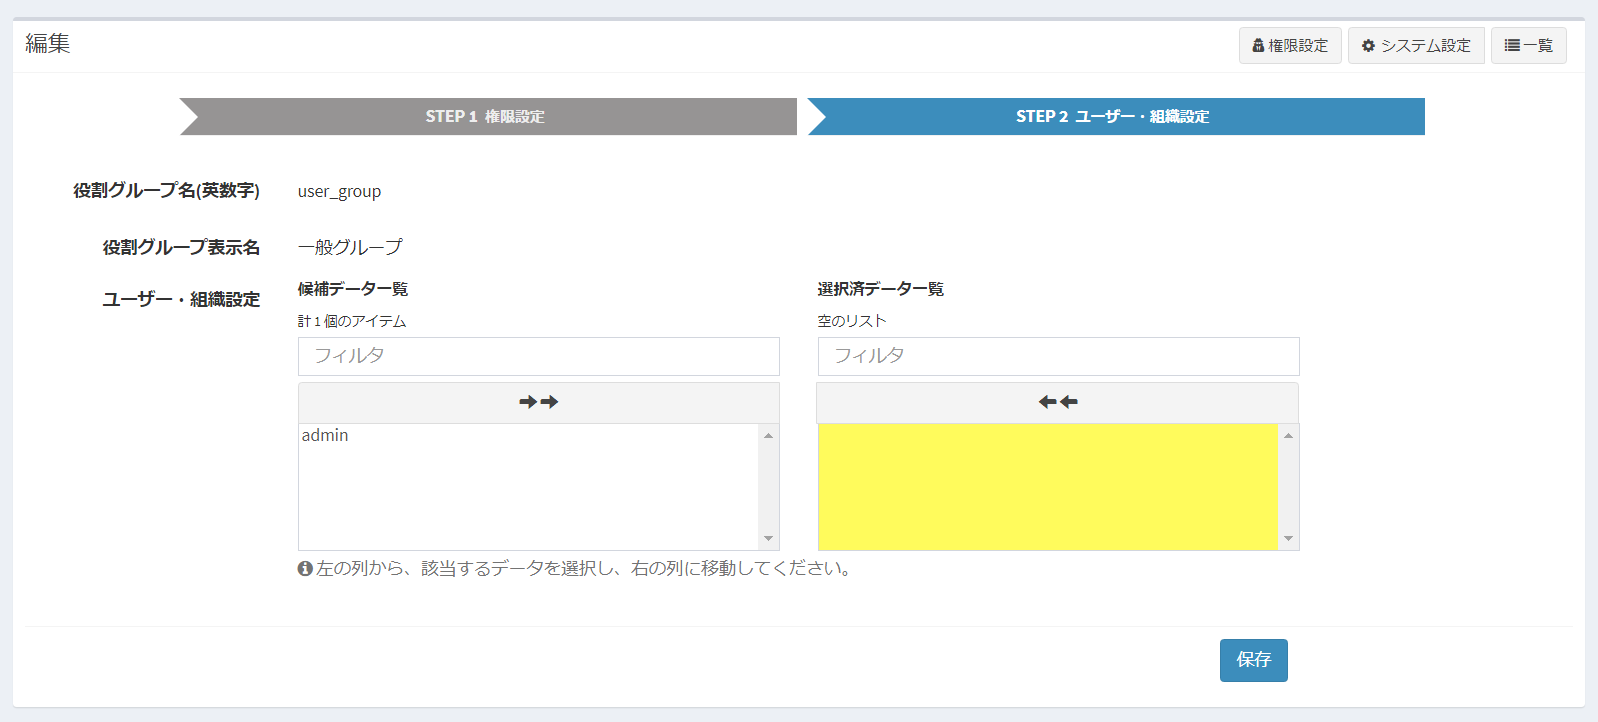 編集
権限設定
システム設定
一覧
STEP 1 権限設定
STEP 2 ユーザー・組織設定
役割グループ名(英数字)
user_group
役割グループ表示名
一般グループ
ユーザー・組織設定
候補データ一覧
計 1 個のアイテム
フィルタ
admin
選択済データ一覧
空のリスト
フィルタ
左の列から、該当するデータを選択し、右の列に移動してください。
保存